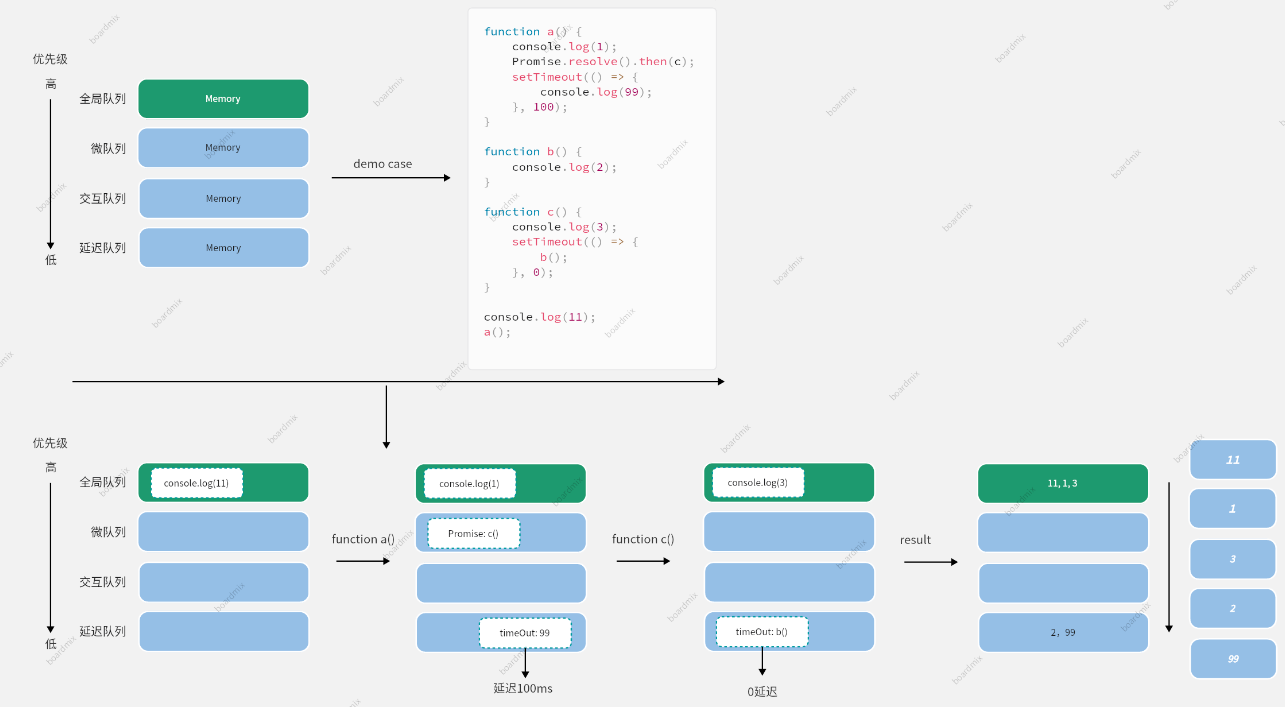 优先级
高
全局队列
Memory
微队列
Memory
交互队列
Memory
延迟队列
Memory
低
demo case
function a() {
    console.log(1);
    Promise.resolve().then(c);
    setTimeout(() => {
        console.log(99);
    }, 100);
}
function b() {
    console.log(2);
}
function c() {
    console.log(3);
    setTimeout(() => {
        b();
    }, 0);
}
console.log(11);
a();
优先级
高
全局队列
console.log(11)
微队列
交互队列
延迟队列
低
function a()
console.log(1)
Promise: c()
timeOut: 99
延迟100ms
function c()
console.log(3)
timeOut: b()
0延迟
result
11, 1, 3
2，99
11
1
3
2
99
boardmix